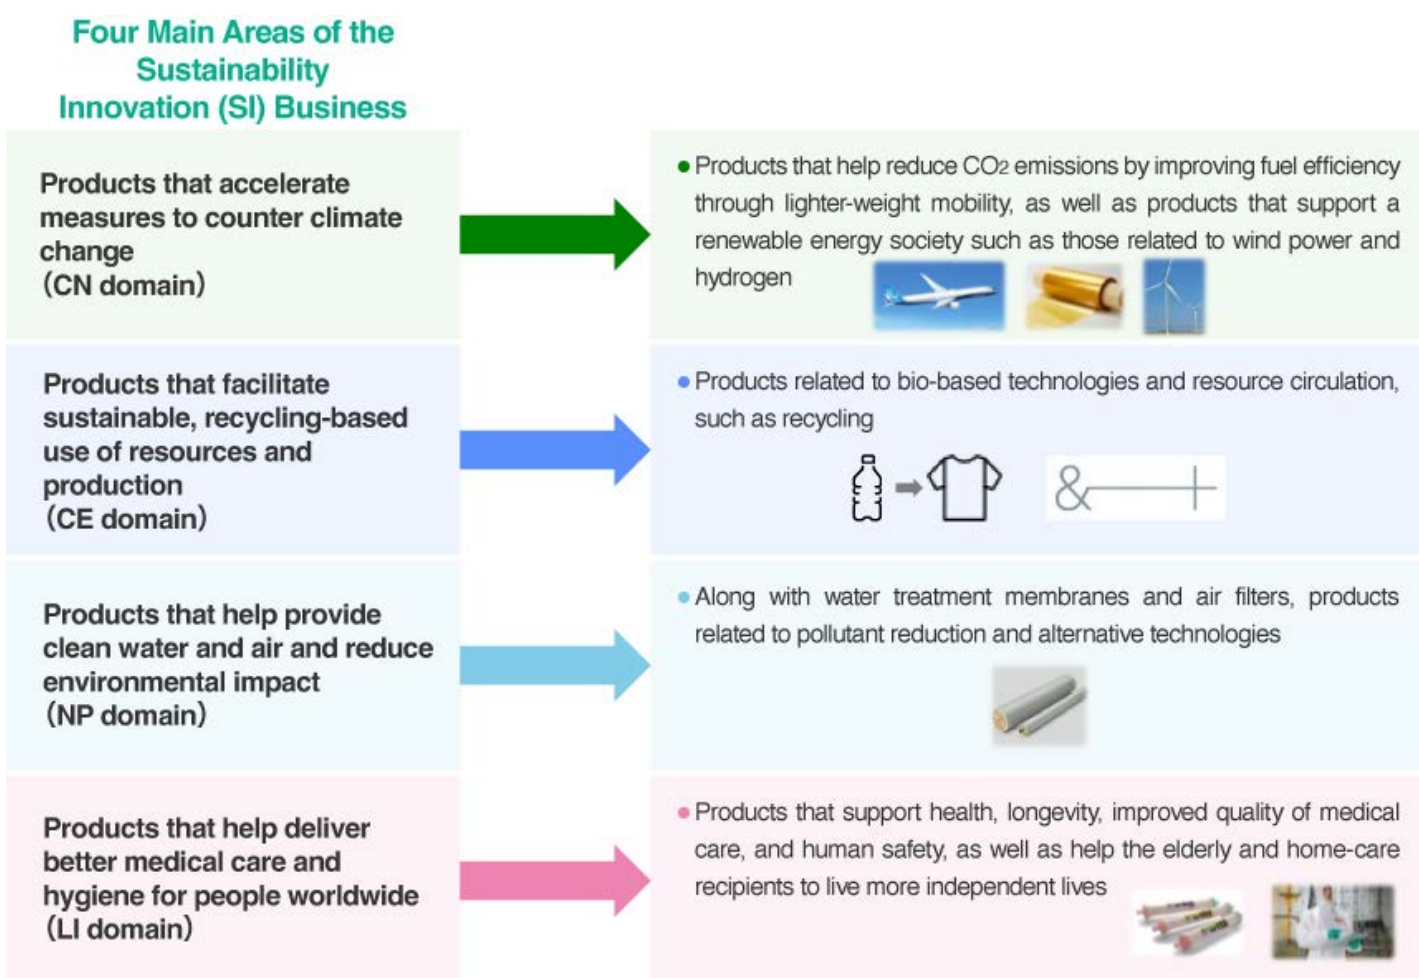 Four Main Areas of the
Sustainability
Innovation (SI) Business
Products that accelerate
measures to counter climate
change
(CN domain)
● Products that help reduce CO2 emissions by improving fuel efficiency
through lighter-weight mobility, as well as products that support a
renewable energy society such as those related to wind power and
hydrogen
Products that facilitate
sustainable, recycling-based
use of resources and
production
(CE domain)
● Products related to bio-based technologies and resource circulation,
such as recycling
&+
Products that help provide
clean water and air and reduce
environmental impact
(NP domain)
● Along with water treatment membranes and air filters, products
related to pollutant reduction and alternative technologies
Products that help deliver
better medical care and
hygiene for people worldwide
(LI domain)
● Products that support health, longevity, improved quality of medical
care, and human safety, as well as help the elderly and home-care
recipients to live more independent lives